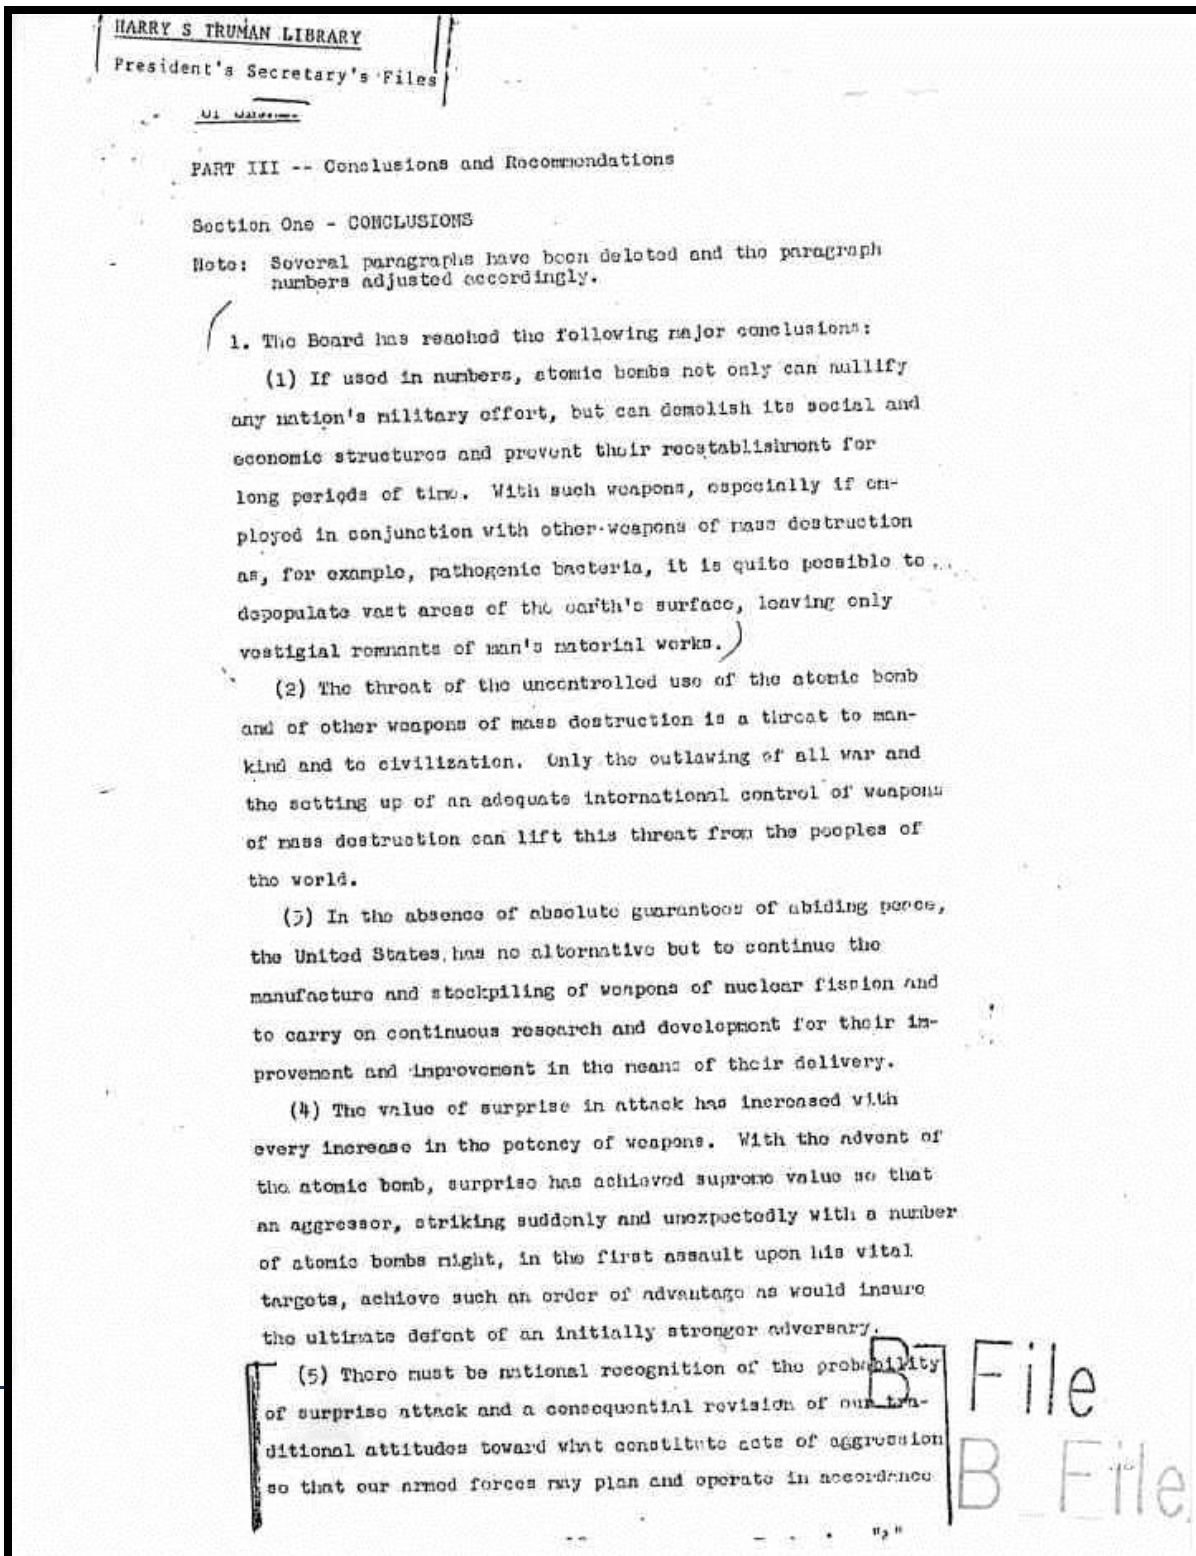 HARRY S TRUMAN LIBRARY
President's Secretary's Files
PART III -- Conclusions and Recommendations
Section One - CONCLUSIONS
Note: Several paragraphs have been deleted and the paragraph
numbers adjusted accordingly.
1. The Board has reached the following major conclusions:
(1) If used in numbers, atomic bombs not only can nullify
any nation's military effort, but can demolish its social and
economic structures and prevent their reestablishment for
long periods of time. With such weapons, especially if em-
ployed in conjunction with other weapons of mass destruction
as, for example, pathogenic bacteria, it is quite possible to
depopulate vast areas of the earth's surface, leaving only
vestigial remnants of man's material works.)
(2) The threat of the uncontrolled use of the atomic bomb
and of other weapons of mass destruction is a threat to man-
kind and to civilization. Only the outlawing of all war and
the setting up of an adequate international control of weapons
of mass destruction can lift this threat from the peoples of
the world.
(3) In the absence of absolute guarantees of abiding peace,
the United States has no alternative but to continue the
manufacture and stockpiling of weapons of nuclear fission and
to carry on continuous research and development for their im-
provement and improvement in the means of their delivery.
(4) The value of surprise in attack has increased with
every increase in the potency of weapons. With the advent of
the atomic bomb, surprise has achieved supreme value so that
an aggressor, striking suddenly and unexpectedly with a number
of atomic bombs might, in the first assault upon his vital
targets, achieve such an order of advantage as would insure
the ultimate defeat of an initially stronger adversary.
(5) There must be national recognition of the probability
of surprise attack and a consequential revision of our tra-
ditional attitudes toward what constitute acts of aggression
so that our armed forces may plan and operate in accordance
B File
B File